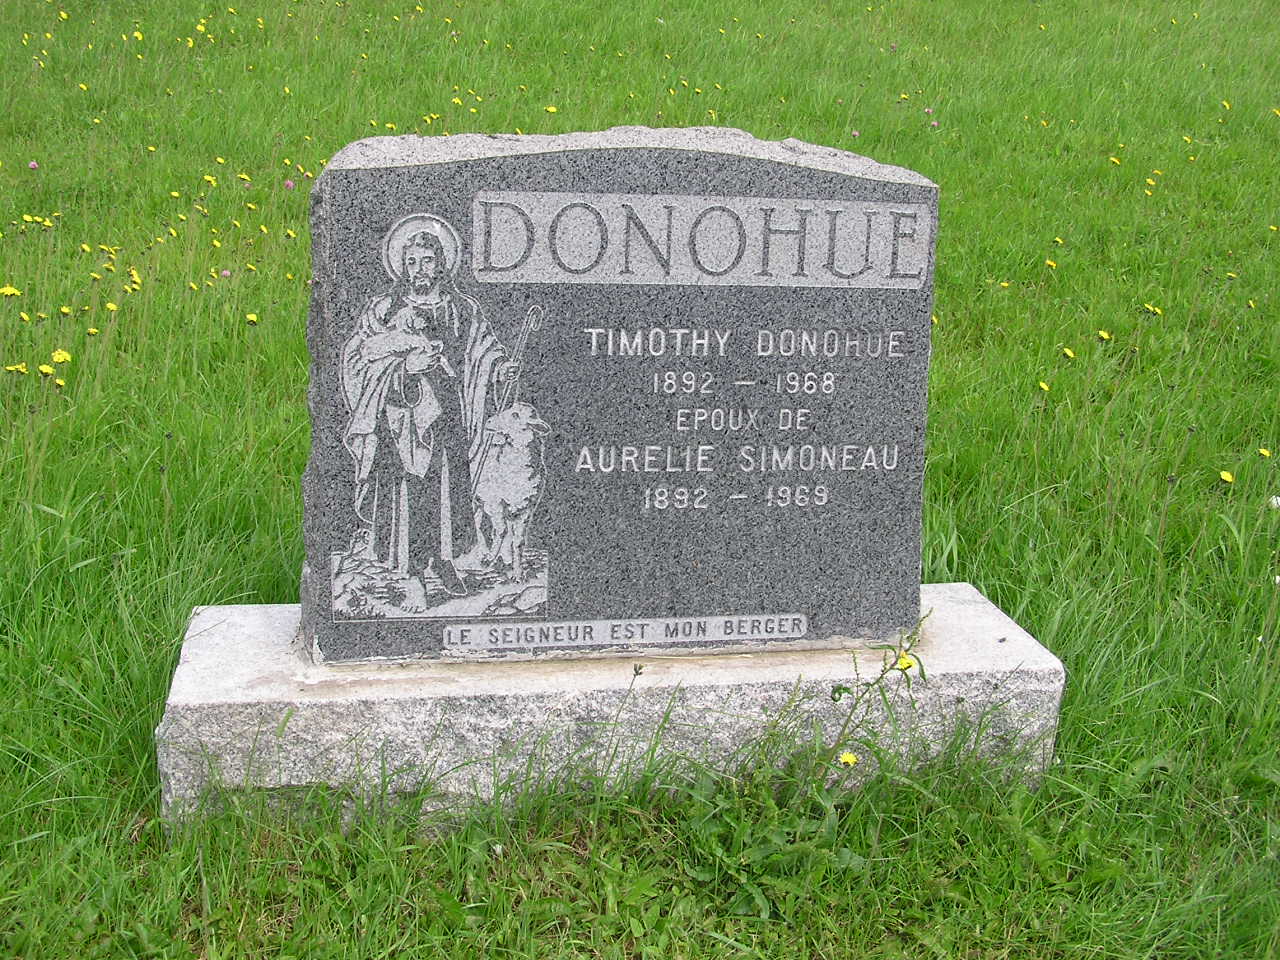 DONOHUE
TIMOTHY DONOHUE
1892 — 1968
EPOUX DE
AURELIE SIMONEAU
1892 — 1969
LE SEIGNEUR EST MON BERGER